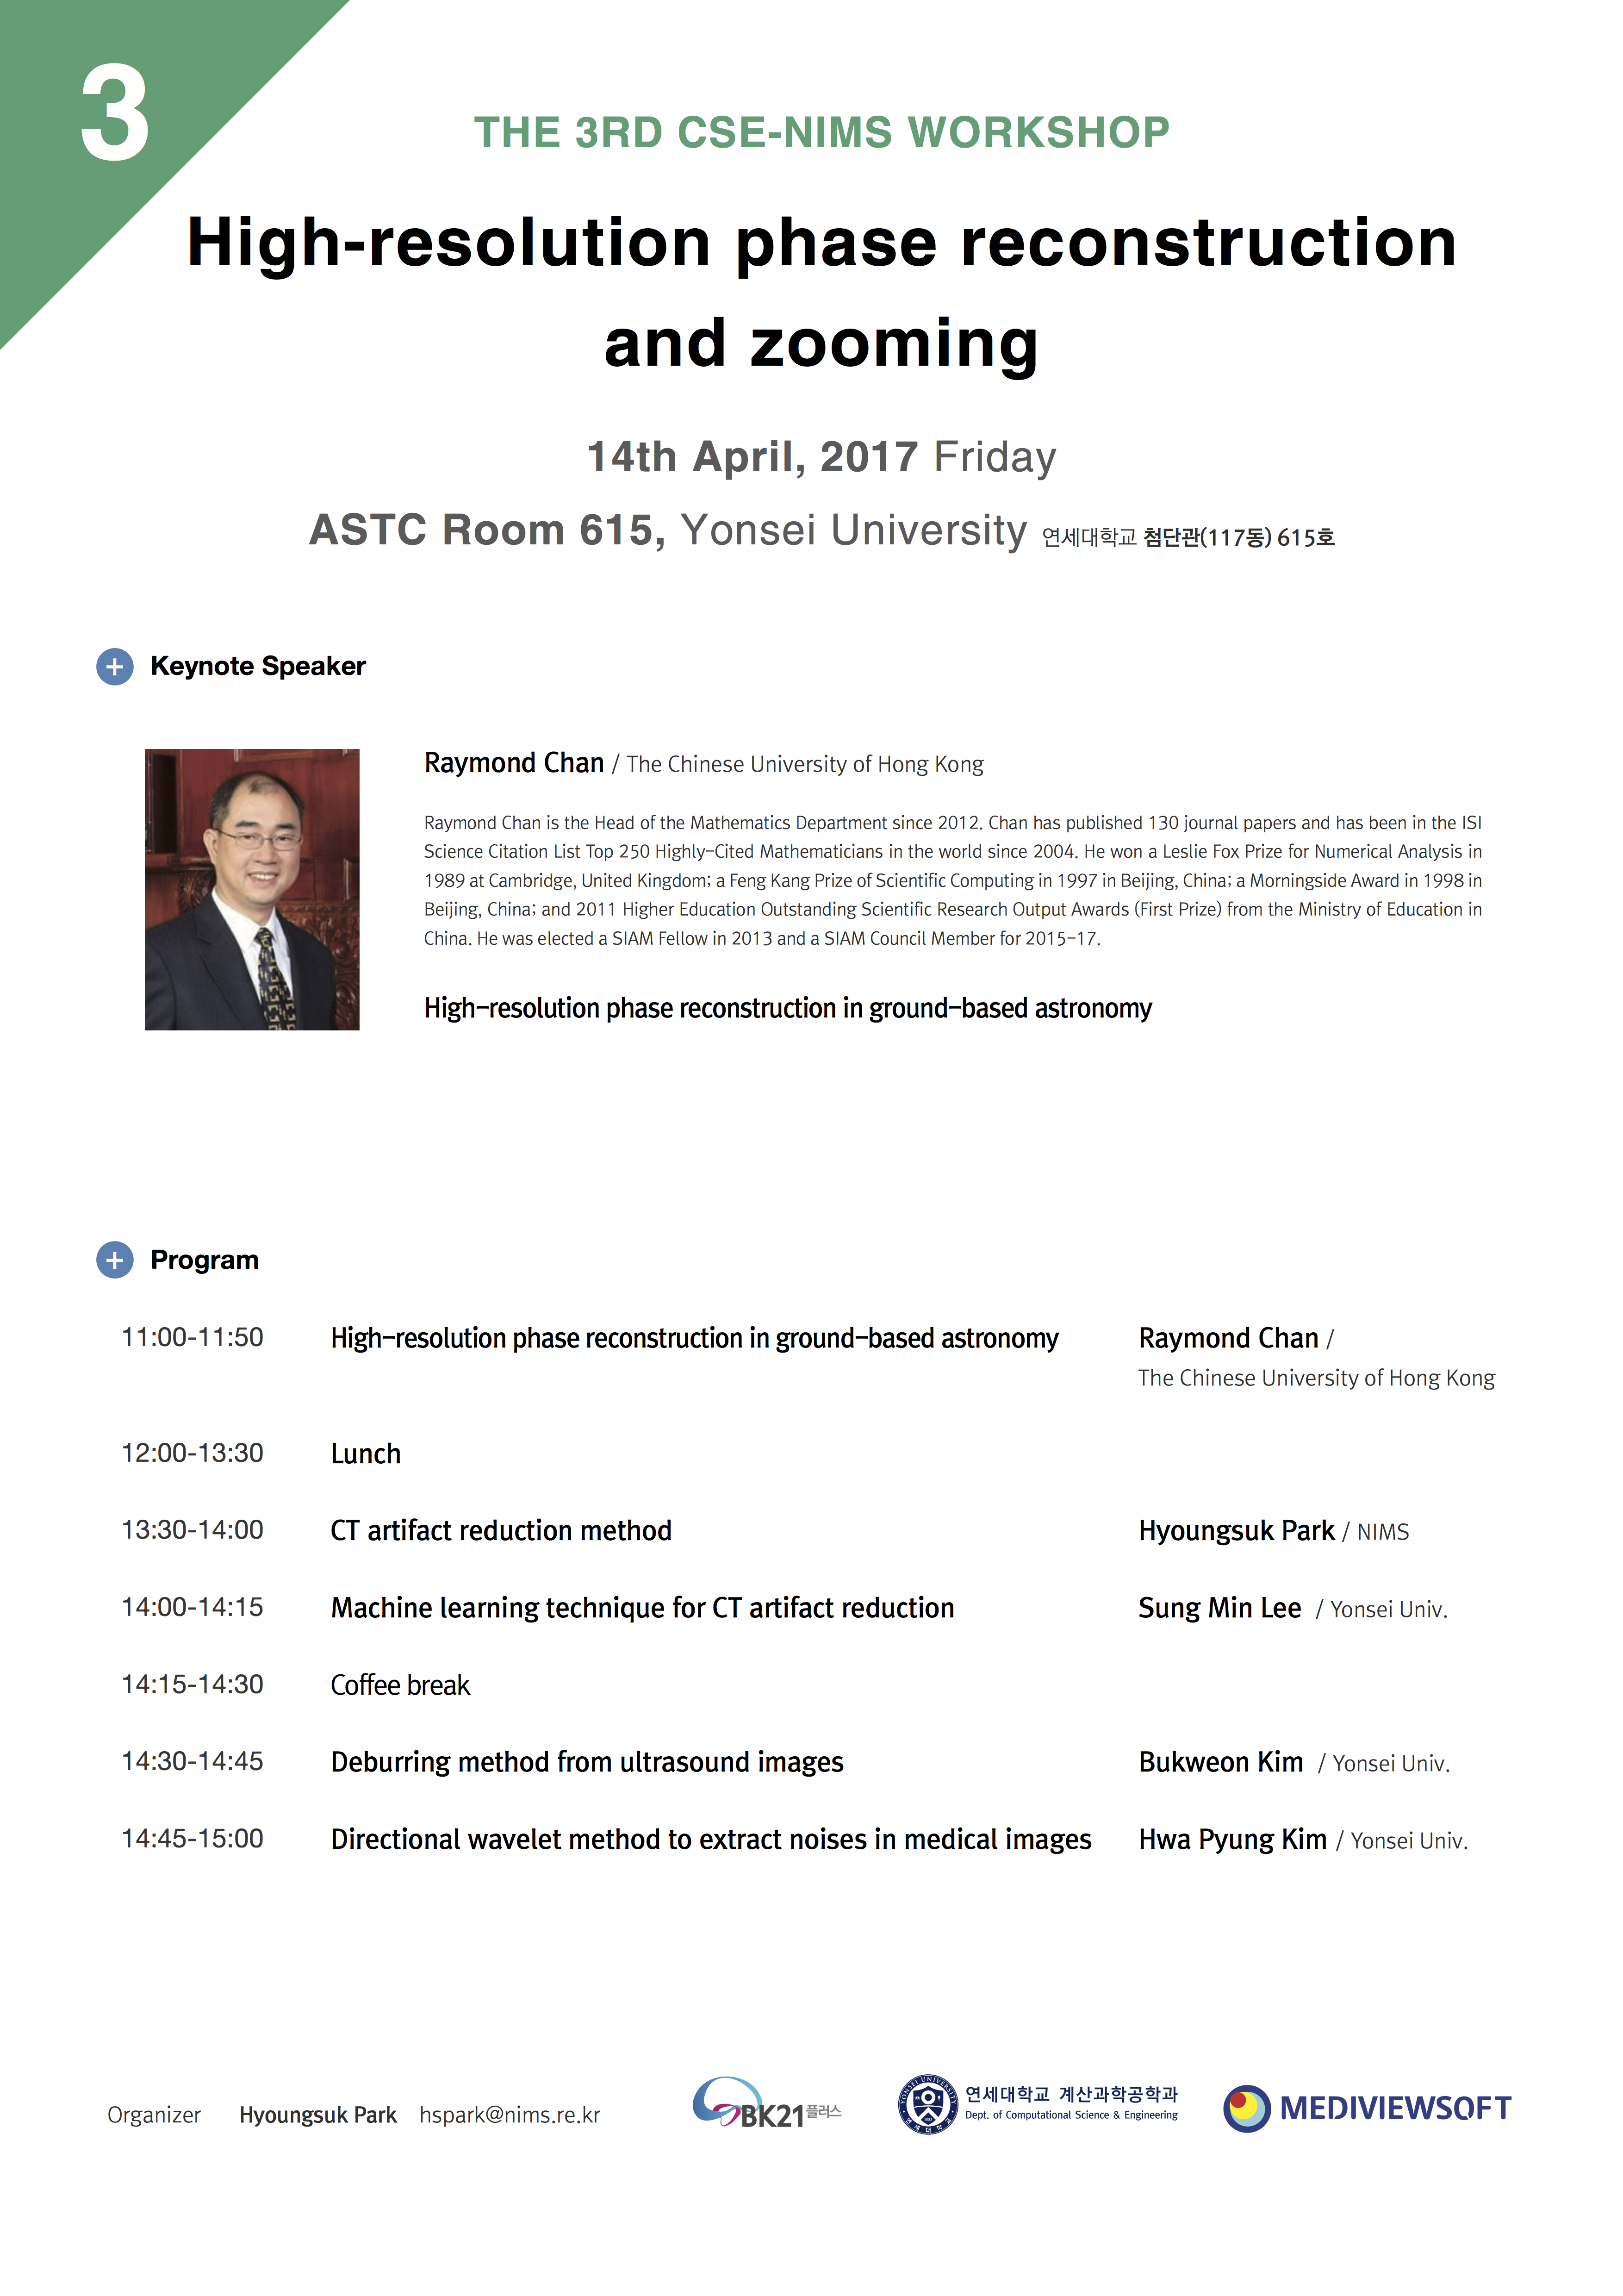 3
THE 3RD CSE-NIMS WORKSHOP
High-resolution phase reconstruction
and zooming
14th April, 2017 Friday
ASTC Room 615, Yonsei University 연세대학교 첨단관(117동) 615호
+ Keynote Speaker
Raymond Chan / The Chinese University of Hong Kong
Raymond Chan is the Head of the Mathematics Department since 2012. Chan has published 130 journal papers and has been in the ISI
Science Citation List Top 250 Highly-Cited Mathematicians in the world since 2004. He won a Leslie Fox Prize for Numerical Analysis in
1989 at Cambridge, United Kingdom; a Feng Kang Prize of Scientific Computing in 1997 in Beijing, China; a Morningside Award in 1998 in
Beijing, China; and 2011 Higher Education Outstanding Scientific Research Output Awards (First Prize) from the Ministry of Education in
China. He was elected a SIAM Fellow in 2013 and a SIAM Council Member for 2015-17.
High-resolution phase reconstruction in ground-based astronomy
+ Program
11:00-11:50 High-resolution phase reconstruction in ground-based astronomy Raymond Chan /
The Chinese University of Hong Kong
12:00-13:30 Lunch
13:30-14:00 CT artifact reduction method Hyoungsuk Park / NIMS
14:00-14:15 Machine learning technique for CT artifact reduction Sung Min Lee / Yonsei Univ.
14:15-14:30 Coffee break
14:30-14:45 Deburring method from ultrasound images Bukweon Kim / Yonsei Univ.
14:45-15:00 Directional wavelet method to extract noises in medical images Hwa Pyung Kim / Yonsei Univ.
Organizer Hyoungsuk Park hspark@nims.re.kr
BK21플러스
YONSEI UNIVERSITY
연세대학교
연세대학교 계산과학공학과
Dept. of Computational Science & Engineering
MEDIVIEWSOFT